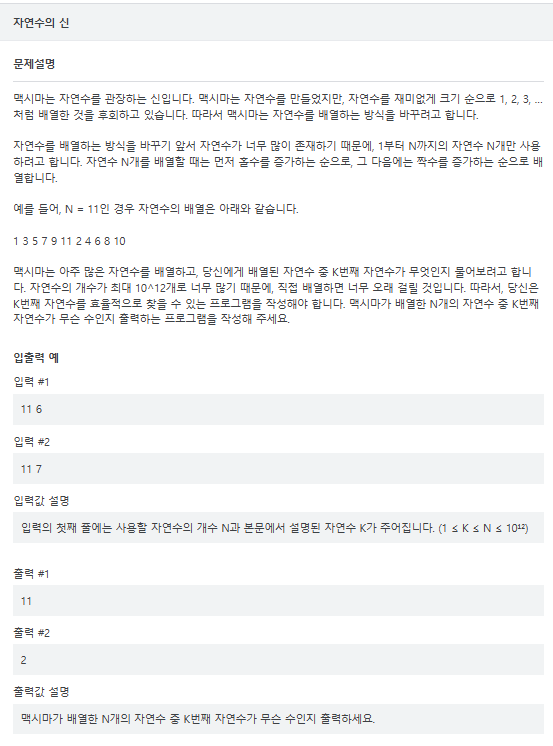 자연수의 신
문제설명
맥시마는 자연수를 관장하는 신입니다. 맥시마는 자연수를 만들었지만, 자연수를 재미없게 크기 순으로 1, 2, 3, ...
처럼 배열한 것을 후회하고 있습니다. 따라서 맥시마는 자연수를 배열하는 방식을 바꾸려고 합니다.
자연수를 배열하는 방식을 바꾸기 앞서 자연수가 너무 많이 존재하기 때문에, 1부터 N까지의 자연수 N개만 사용
하려고 합니다. 자연수 N개를 배열할 때는 먼저 홀수를 증가하는 순으로, 그 다음에는 짝수를 증가하는 순으로 배
열합니다.
예를 들어, N = 11인 경우 자연수의 배열은 아래와 같습니다.
1 3 5 7 9 11 2 4 6 8 10
맥시마는 아주 많은 자연수를 배열하고, 당신에게 배열된 자연수 중 K번째 자연수가 무엇인지 물어보려고 합니
다. 자연수의 개수가 최대 10^12개로 너무 많기 때문에, 직접 배열하면 너무 오래 걸릴 것입니다. 따라서, 당신은
K번째 자연수를 효율적으로 찾을 수 있는 프로그램을 작성해야 합니다. 맥시마가 배열한 N개의 자연수 중 K번째
자연수가 무슨 수인지 출력하는 프로그램을 작성해 주세요.
입출력 예
입력 #1
11 6
입력 #2
11 7
입력값 설명
입력의 첫째 줄에는 사용할 자연수의 개수 N과 본문에서 설명된 자연수 K가 주어집니다. (1 ≤ K ≤ N ≤ 10¹²)
출력 #1
11
출력 #2
2
출력값 설명
맥시마가 배열한 N개의 자연수 중 K번째 자연수가 무슨 수인지 출력하세요.